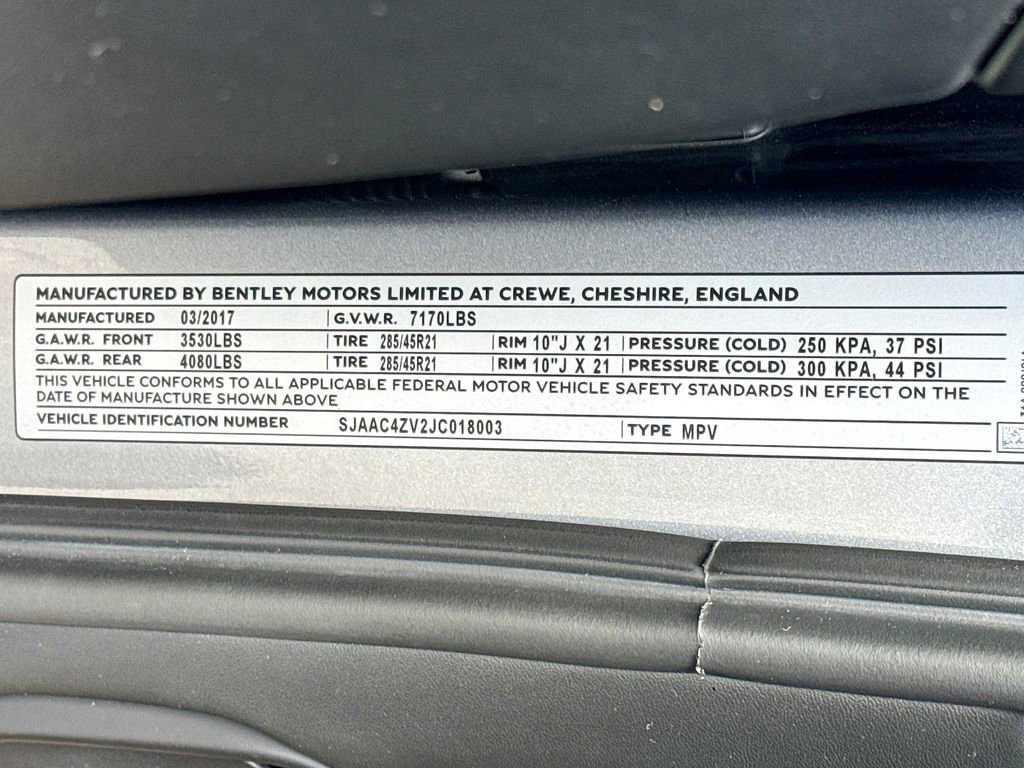 MANUFACTURED BY BENTLEY MOTORS LIMITED AT CREWE, CHESHIRE, ENGLAND
MANUFACTURED 03/2017 G.V.W.R. 7170LBS
G.A.W.R. FRONT 3530LBS TIRE 285/45R21 RIM 10"J X 21 PRESSURE (COLD) 250 KPA, 37 PSI
G.A.W.R. REAR 4080LBS TIRE 285/45R21 RIM 10"J X 21 PRESSURE (COLD) 300 KPA, 44 PSI
THIS VEHICLE CONFORMS TO ALL APPLICABLE FEDERAL MOTOR VEHICLE SAFETY STANDARDS IN EFFECT ON THE
DATE OF MANUFACTURE SHOWN ABOVE
VEHICLE IDENTIFICATION NUMBER SJAAC4ZV2JC018003 TYPE MPV